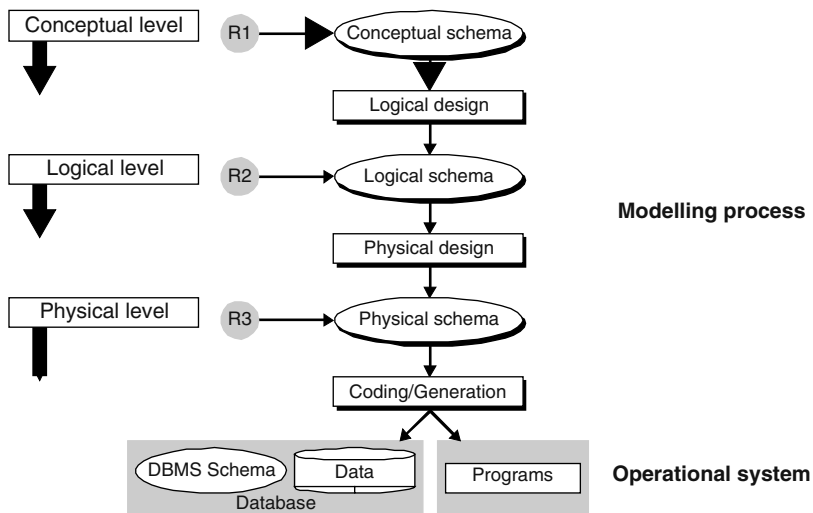 Conceptual level
R1
Conceptual schema
Logical design
Logical level
R2
Logical schema
Modelling process
Physical design
Physical level
R3
Physical schema
Coding/Generation
DBMS Schema
Data
Programs
Operational system
Database